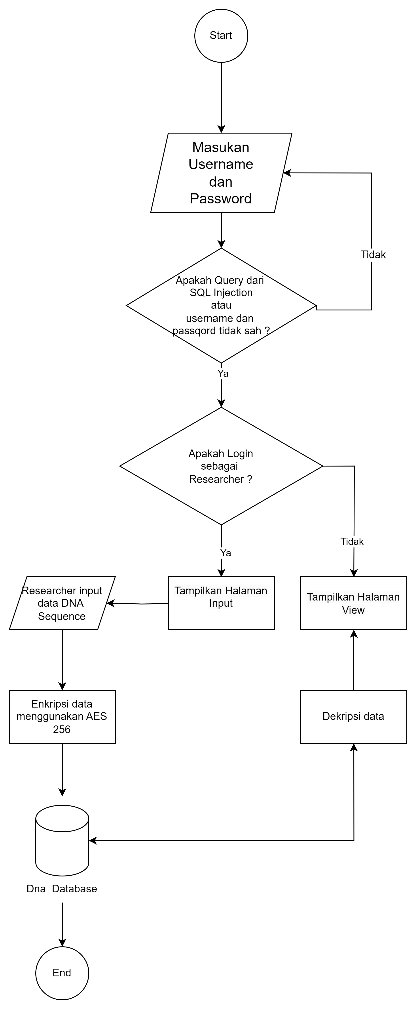 Start
Masukan
Username
dan
Password
Tidak
Apakah Query dari
SQL Injection
atau
username dan
passqord tidak sah ?
Ya
Apakah Login
sebagai
Researcher ?
Ya
Tidak
Researcher input
data DNA
Sequence
Tampilkan Halaman
Input
Tampilkan Halaman
View
Enkripsi data
menggunakan AES
256
Dekripsi data
Dna Database
End